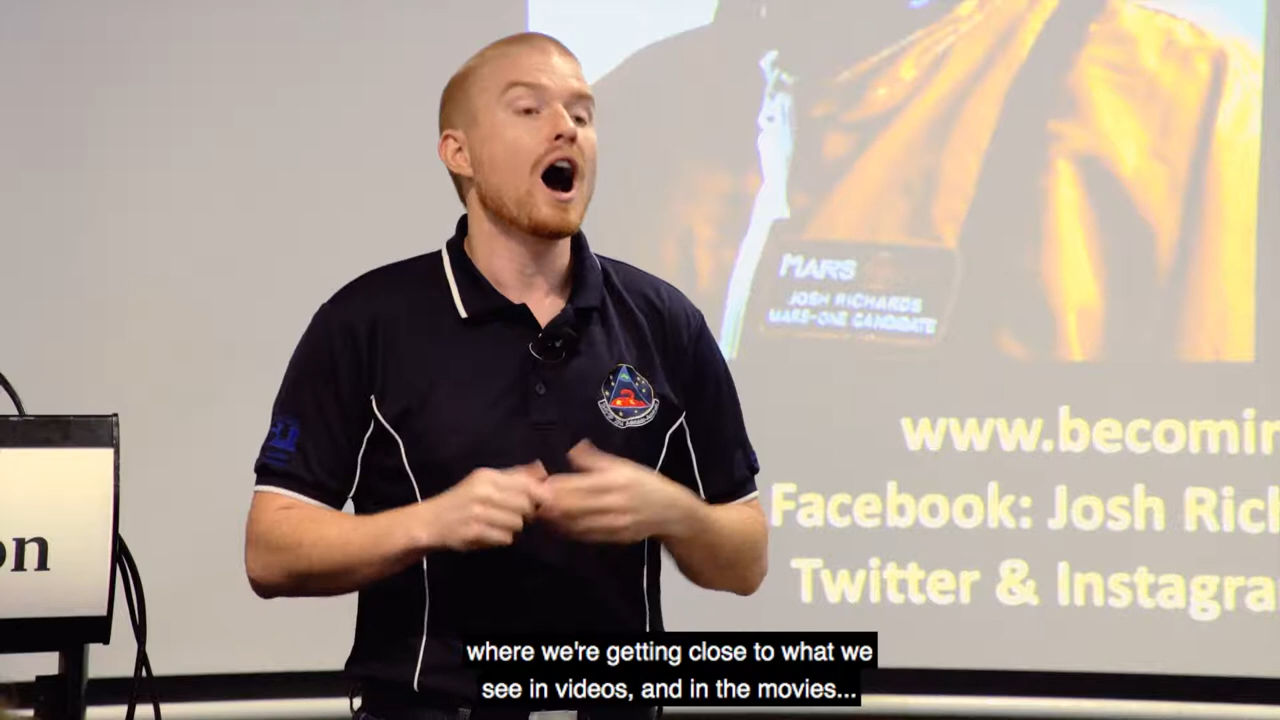 MARS
JOSH RICHARDS
MARS-ONE CANDIDATE
www.becomin
Facebook: Josh Rich
Twitter & Instagra
on
where we're getting close to what we
see in videos, and in the movies...